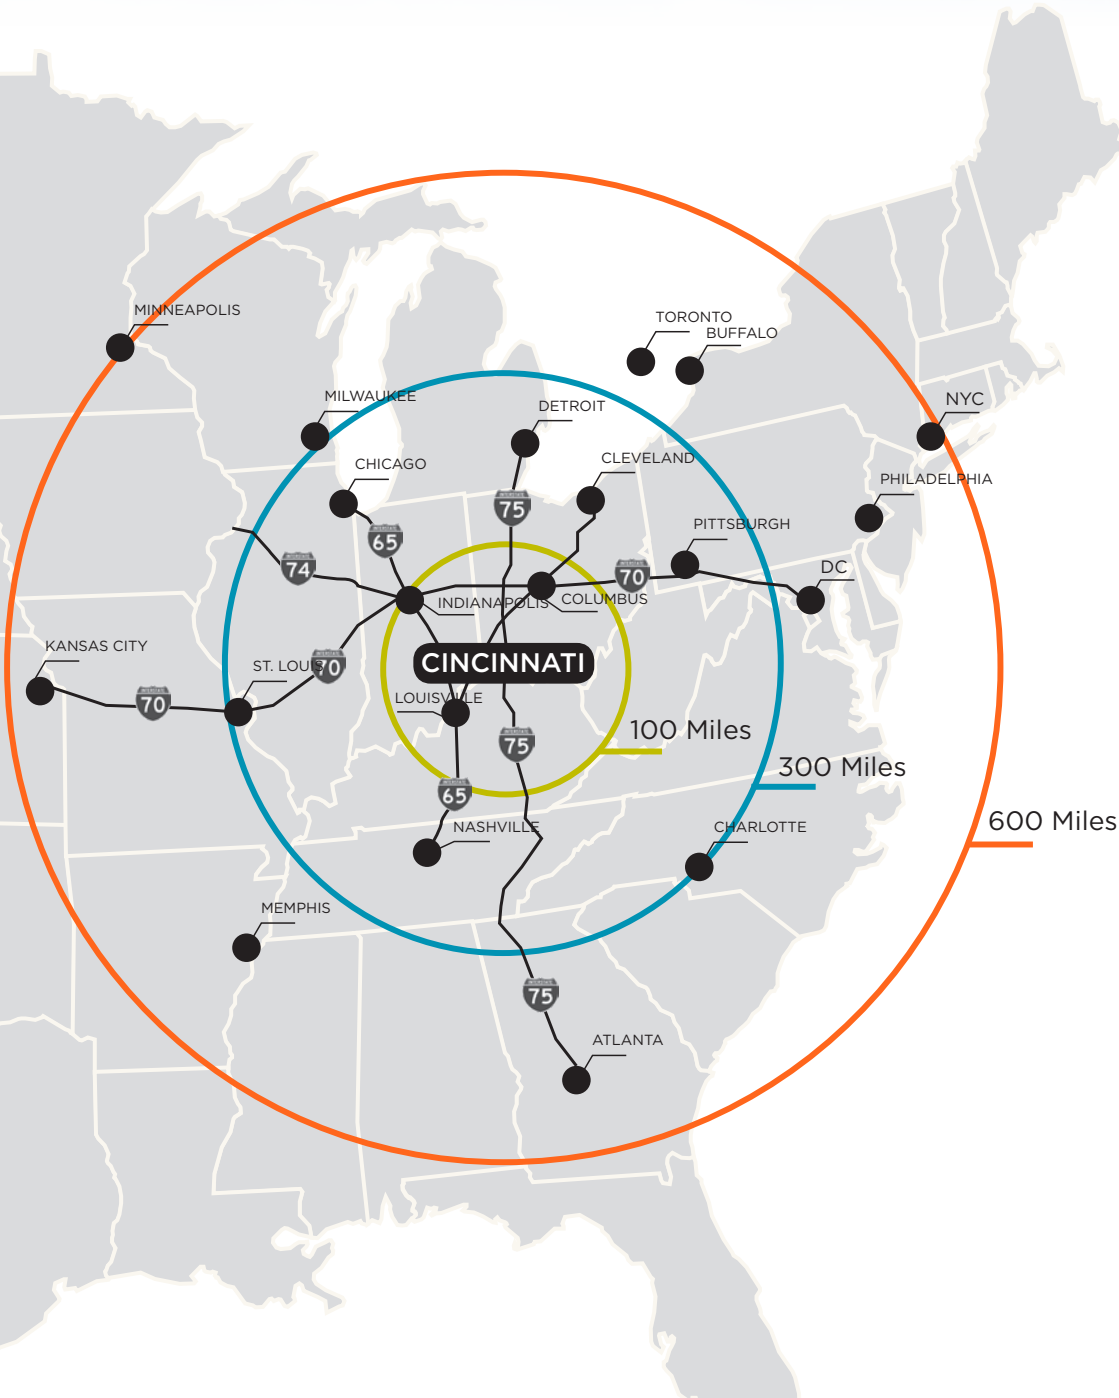 MINNEAPOLIS
TORONTO
BUFFALO
MILWAUKEE
NYC
DETROIT
CHICAGO
CLEVELAND
PHILADELPHIA
75
PITTSBURGH
65
74
70
DC
INDIANAPOLIS
COLUMBUS
KANSAS CITY
ST. LOUIS
70
CINCINNATI
70
LOUISVILLE
75
100 Miles
300 Miles
65
600 Miles
NASHVILLE
CHARLOTTE
MEMPHIS
75
ATLANTA